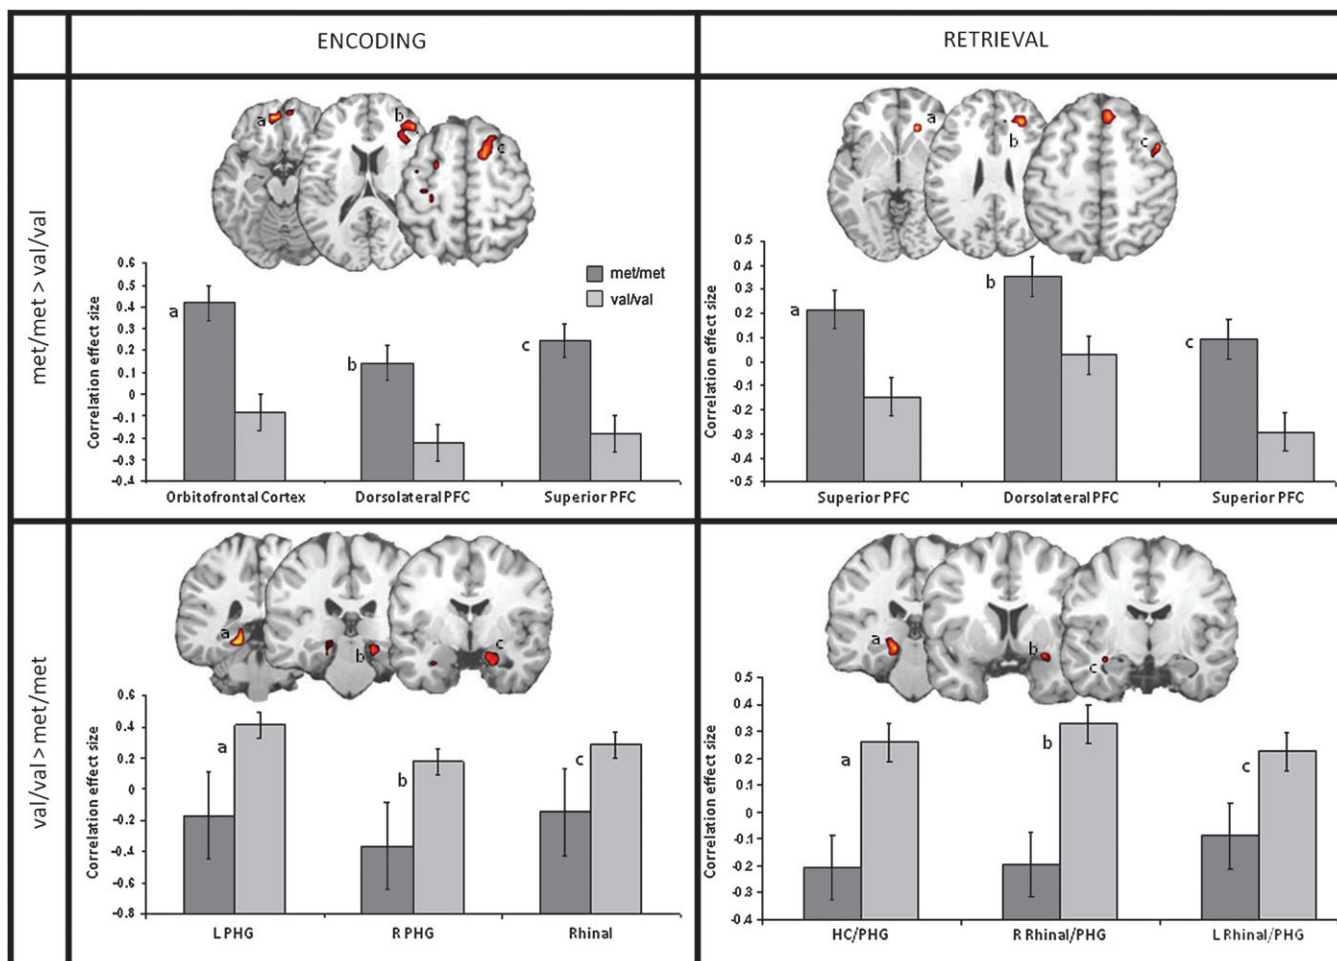 ENCODING
RETRIEVAL
met/met > val/val
a
b
c
Correlation effect size
0.6
0.5
0.4
0.3
0.2
0.1
0
-0.1
-0.2
-0.3
-0.4
met/met
val/val
a
b
c
Orbitofrontal Cortex
Dorsolateral PFC
Superior PFC
a
b
c
Correlation effect size
0.5
0.4
0.3
0.2
0.1
0
-0.1
-0.2
-0.3
-0.4
-0.5
a
b
c
Superior PFC
Dorsolateral PFC
Superior PFC
val/val > met/met
a
b
c
Correlation effect size
0.6
0.4
0.2
0
-0.2
-0.4
-0.6
-0.8
a
b
c
L PHG
R PHG
Rhinal
a
b
c
Correlation effect size
0.5
0.4
0.3
0.2
0.1
0
-0.1
-0.2
-0.3
-0.4
a
b
c
HC/PHG
R Rhinal/PHG
L Rhinal/PHG